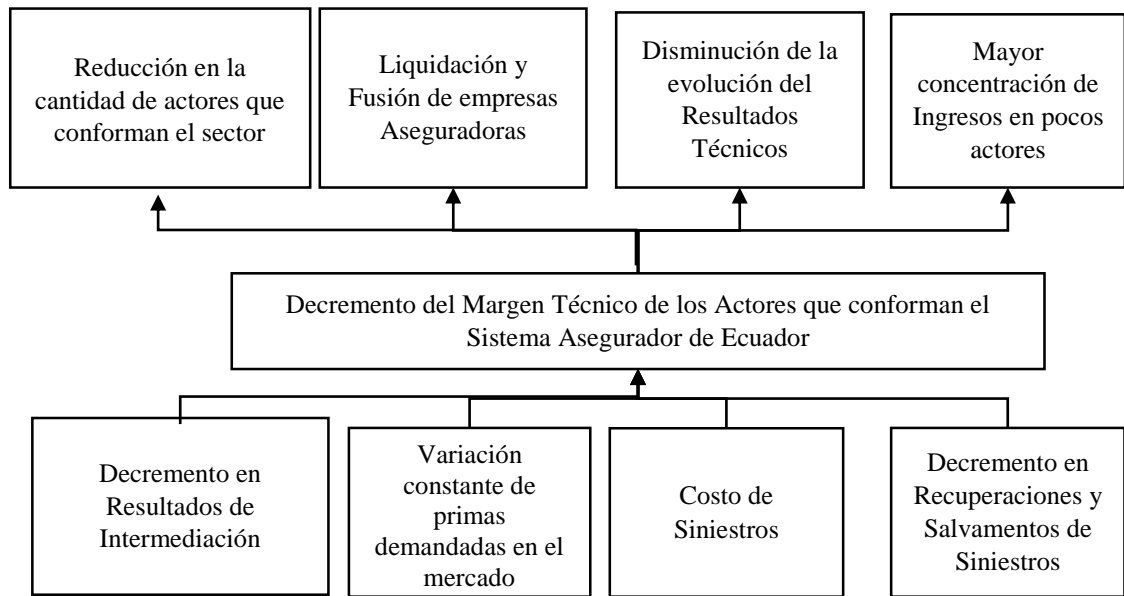 Reducción en la
cantidad de actores que
conforman el sector
Liquidación y
Fusión de empresas
Aseguradoras
Disminución de la
evolución del
Resultados
Técnicos
Mayor
concentración de
Ingresos en pocos
actores
Decremento del Margen Técnico de los Actores que conforman el
Sistema Asegurador de Ecuador
Decremento en
Resultados de
Intermediación
Variación
constante de
primas
demandadas en el
mercado
Costo de
Siniestros
Decremento en
Recuperaciones y
Salvamentos de
Siniestros